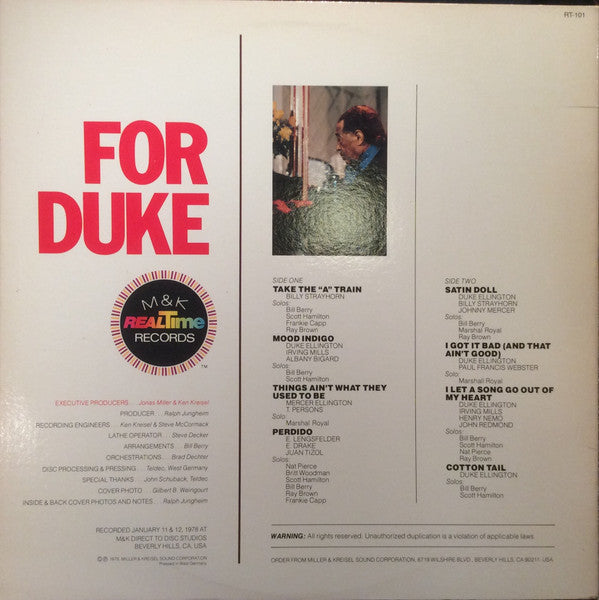 RT-101
FOR
DUKE
M&K
REALTIME
RECORDS
TM
EXECUTIVE PRODUCERS Jonas Miller & Ken Kreisel
PRODUCER Ralph Jungheim
RECORDING ENGINEERS Ken Kreisel & Steve McCormack
LATHE OPERATOR Steve Decker
ARRANGEMENTS Bill Berry
ORCHESTRATIONS Brad Dechter
DISC PROCESSING & PRESSING Teldec, West Germany
SPECIAL THANKS John Schuback, Teldec
COVER PHOTO Gilbert B. Weingourt
INSIDE & BACK COVER PHOTOS AND NOTES Ralph Jungheim
RECORDED JANUARY 11 & 12, 1978 AT
M&K DIRECT TO DISC STUDIOS
BEVERLY HILLS, CA, USA
©℗ 1978, MILLER & KREISEL SOUND CORPORATION
Pressed in West Germany
SIDE ONE
TAKE THE "A" TRAIN
BILLY STRAYHORN
Solos:
Bill Berry
Scott Hamilton
Frankie Capp
Ray Brown
MOOD INDIGO
DUKE ELLINGTON
IRVING MILLS
ALBANY BIGARD
Solos:
Bill Berry
Scott Hamilton
THINGS AIN'T WHAT THEY
USED TO BE
MERCER ELLINGTON
T. PERSONS
Solo:
Marshal Royal
PERDIDO
E. LENGSFELDER
E. DRAKE
JUAN TIZOL
Solos:
Nat Pierce
Britt Woodman
Scott Hamilton
Bill Berry
Ray Brown
Frankie Capp
SIDE TWO
SATIN DOLL
DUKE ELLINGTON
BILLY STRAYHORN
JOHNNY MERCER
Solos:
Bill Berry
Marshal Royal
Ray Brown
I GOT IT BAD (AND THAT
AIN'T GOOD)
DUKE ELLINGTON
PAUL FRANCIS WEBSTER
Solo:
Marshall Royal
I LET A SONG GO OUT OF
MY HEART
DUKE ELLINGTON
IRVING MILLS
HENRY NEMO
JOHN REDMOND
Solos:
Bill Berry
Scott Hamilton
Nat Pierce
Ray Brown
COTTON TAIL
DUKE ELLINGTON
Solos:
Bill Berry
Scott Hamilton
WARNING: All rights reserved. Unauthorized duplication is a violation of applicable laws.
ORDER FROM MILLER & KREISEL SOUND CORPORATION, 8719 WILSHIRE BLVD., BEVERLY HILLS, CA 90211 USA